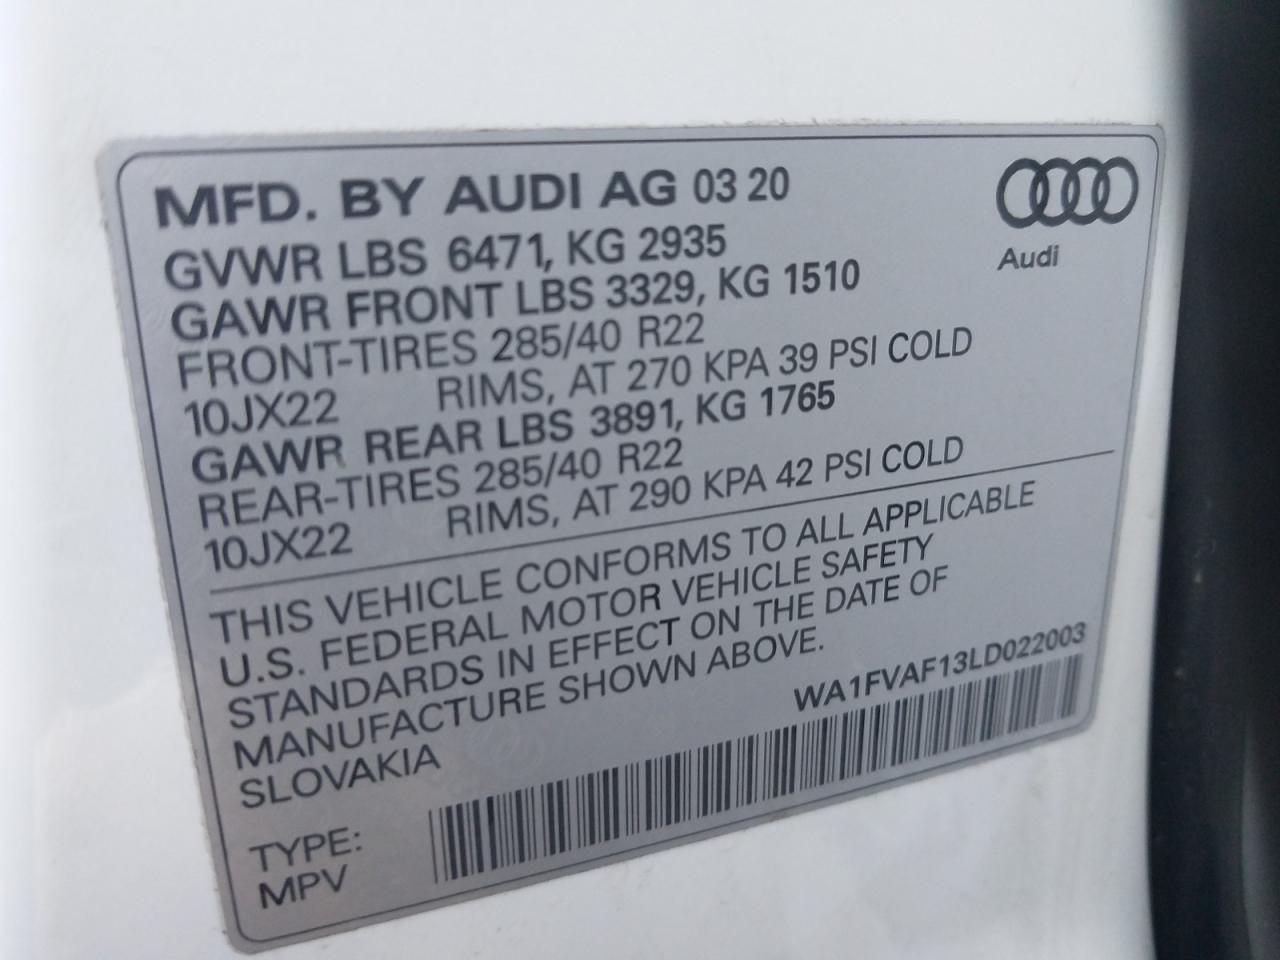 MFD. BY AUDI AG 03 20
Audi
GVWR LBS 6471, KG 2935
GAWR FRONT LBS 3329, KG 1510
FRONT-TIRES 285/40 R22
10JX22 RIMS, AT 270 KPA 39 PSI COLD
GAWR REAR LBS 3891, KG 1765
REAR-TIRES 285/40 R22
10JX22 RIMS, AT 290 KPA 42 PSI COLD
THIS VEHICLE CONFORMS TO ALL APPLICABLE
U.S. FEDERAL MOTOR VEHICLE SAFETY
STANDARDS IN EFFECT ON THE DATE OF
MANUFACTURE SHOWN ABOVE.
SLOVAKIA
WA1FVAF13LD022003
TYPE:
MPV